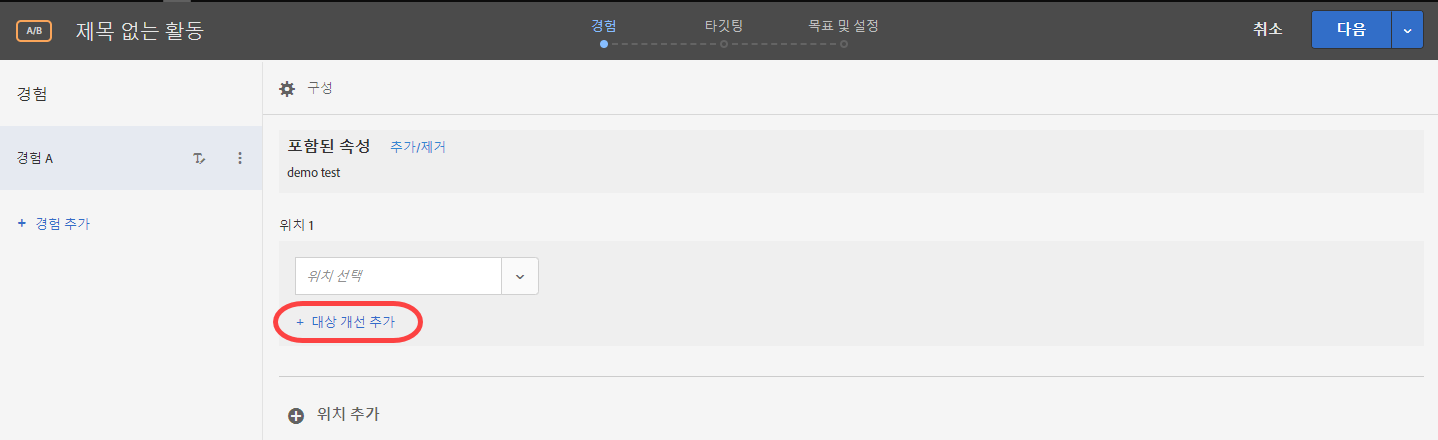 A/B 제목 없는 활동
경험 타깃팅 목표 및 설정
취소 다음
경험
경험 A
+ 경험 추가
구성
포함된 속성 추가/제거
demo test
위치 1
위치 선택
+ 대상 개선 추가
위치 추가